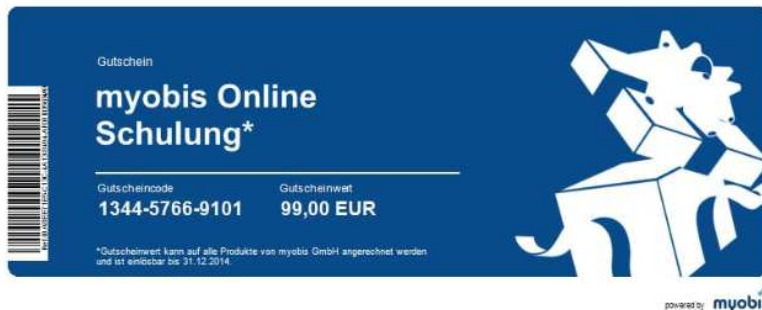 Gutschein
myobis Online
Schulung*
Gutscheincode Gutscheinwert
1344-5766-9101 99,00 EUR
*Gutscheinwert kann auf alle Produkte von myobis GmbH angerechnet werden
und ist einlösbar bis 31.12.2014.
powered by myobi